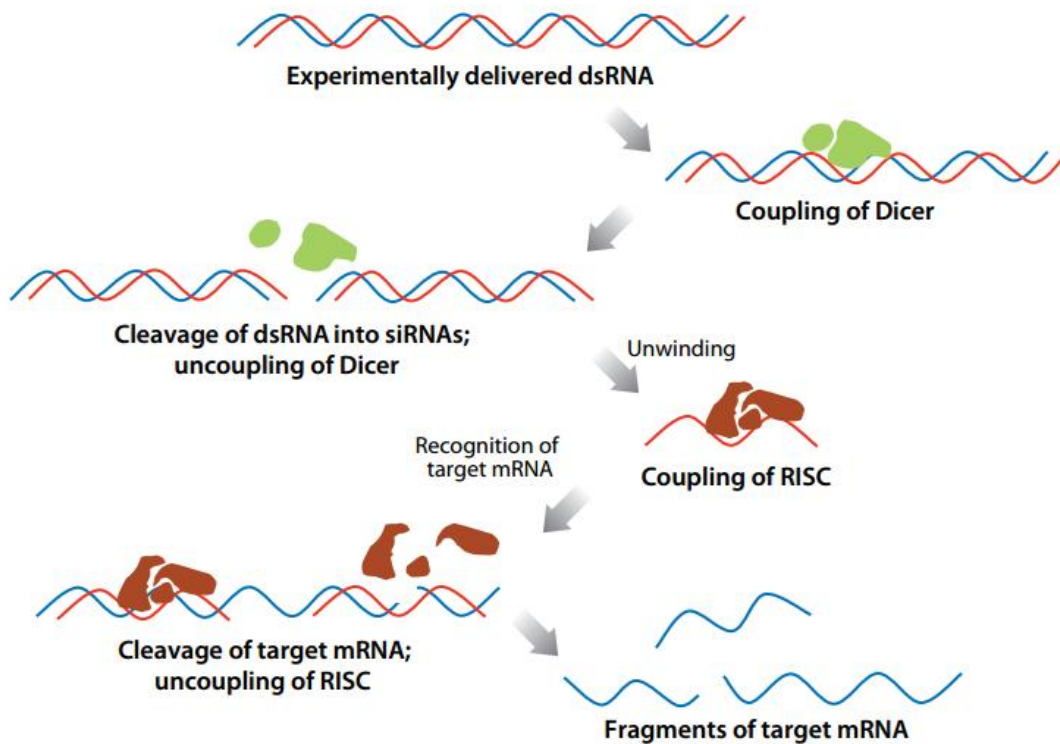 Experimentally delivered dsRNA
Coupling of Dicer
Cleavage of dsRNA into siRNAs;
uncoupling of Dicer
Unwinding
Coupling of RISC
Recognition of
target mRNA
Cleavage of target mRNA;
uncoupling of RISC
Fragments of target mRNA